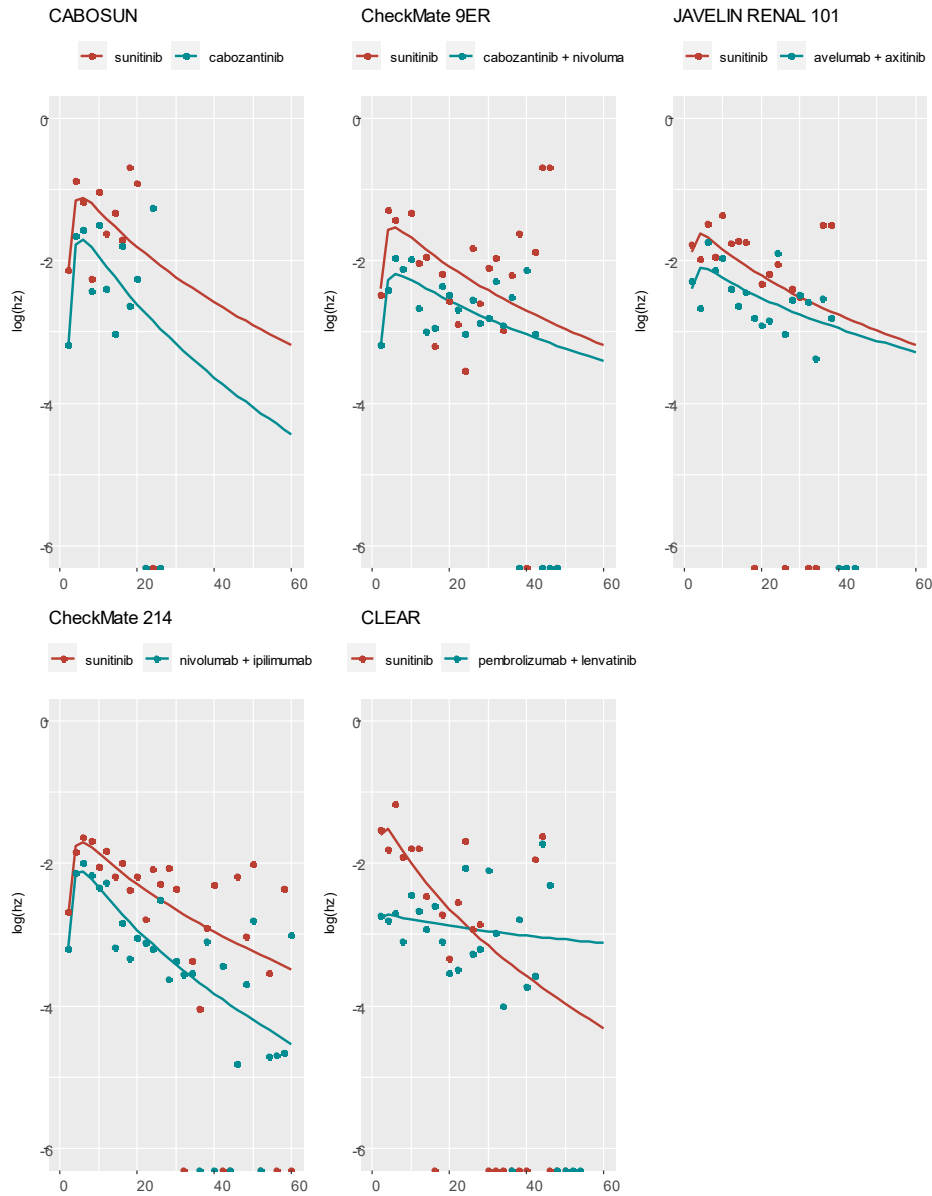 CABOSUN CheckMate 9ER JAVELIN RENAL 101
sunitinib cabozantinib sunitinib cabozantinib + nivoluma sunitinib avelumab + axitinib
0 0 0
-2 -2 -2
log(hz) log(hz) log(hz)
-4 -4 -4
-6 -6 -6
0 20 40 60 0 20 40 60 0 20 40 60
CheckMate 214 CLEAR
sunitinib nivolumab + ipilimumab sunitinib pembrolizumab + lenvatinib
0 0
-2 -2
log(hz) log(hz)
-4 -4
-6 -6
0 20 40 60 0 20 40 60